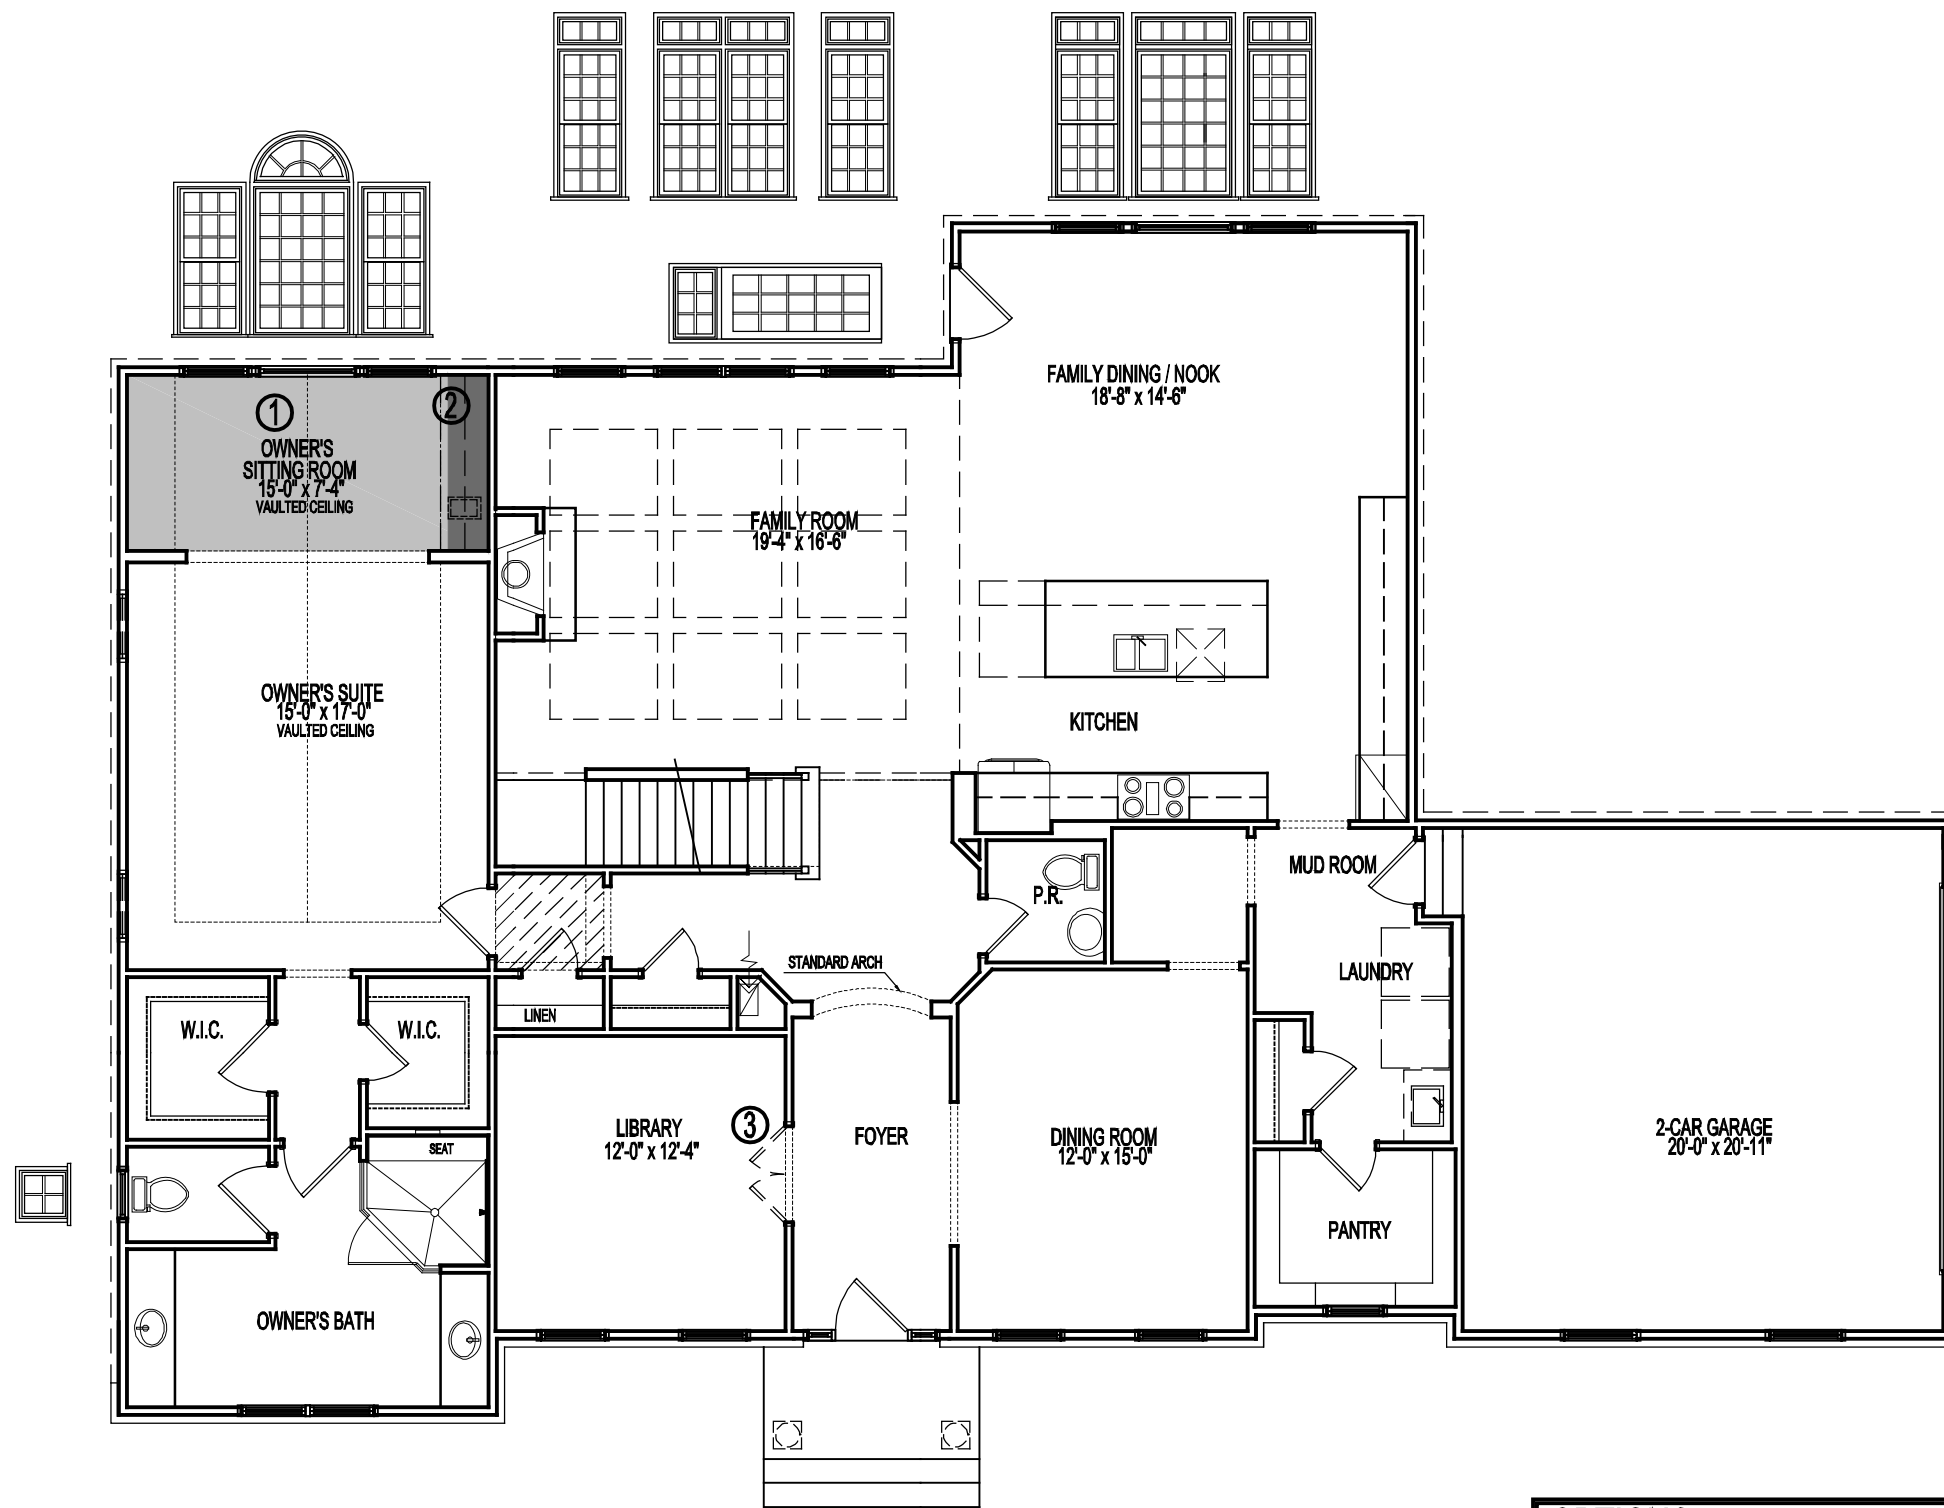 FAMILY DINING / NOOK
18'-8" x 14'-6"
1
2
OWNER'S
SITTING ROOM
15'-0" x 7'-4"
VAULTED CEILING
FAMILY ROOM
19'-4" x 16'-6"
OWNER'S SUITE
15'-0" x 17'-0"
VAULTED CEILING
KITCHEN
MUD ROOM
P.R.
STANDARD ARCH
LAUNDRY
W.I.C.
W.I.C.
LINEN
LIBRARY
12'-0" x 12'-4"
3
FOYER
DINING ROOM
12'-0" x 15'-0"
2-CAR GARAGE
20'-0" x 20'-11"
SEAT
PANTRY
OWNER'S BATH